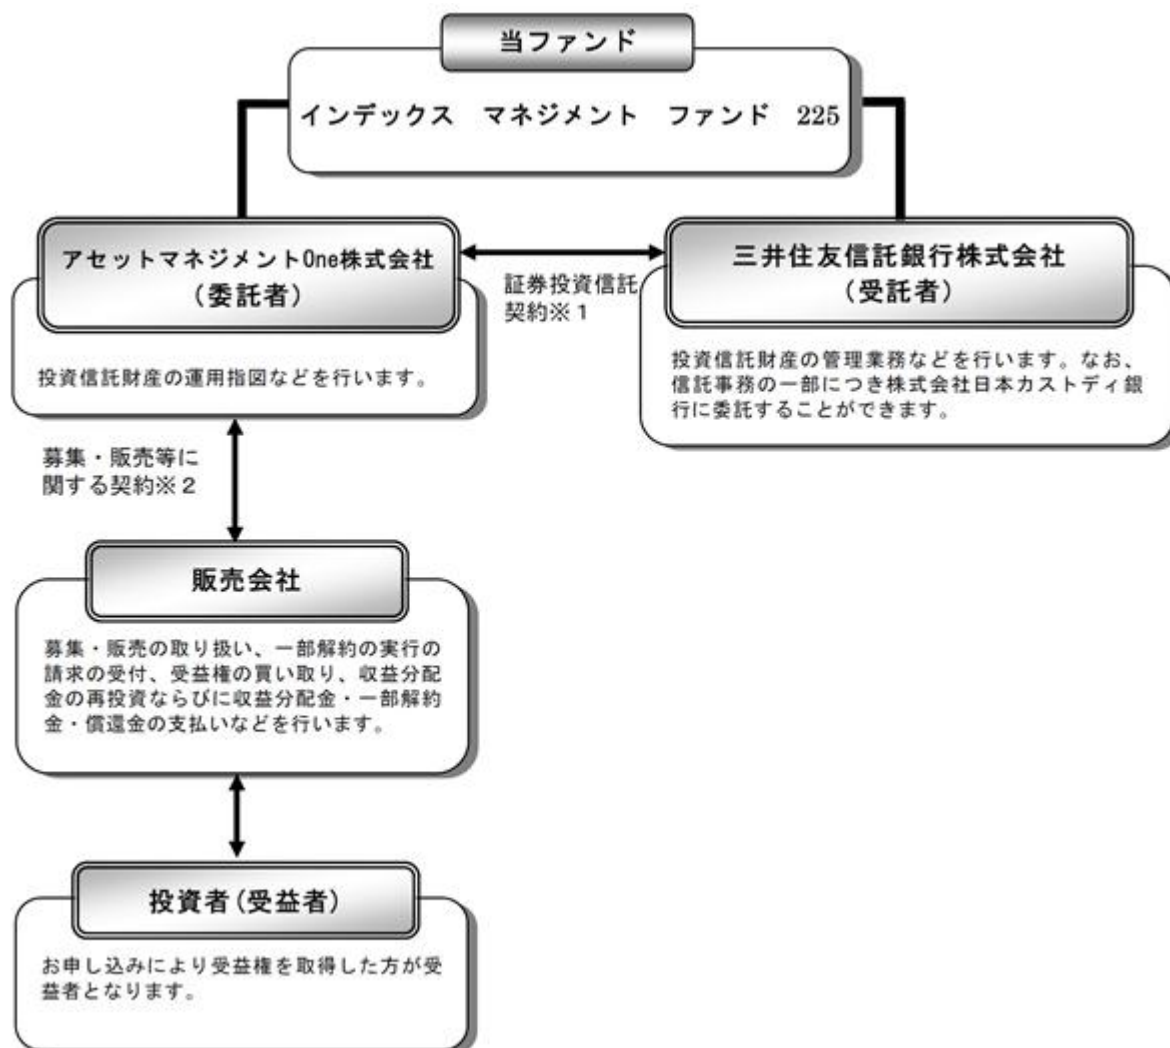 当ファンド
インデックス　マネジメント　ファンド　225
アセットマネジメントOne株式会社
（委託者）
投資信託財産の運用指図などを行います。
証券投資信託
契約※１
三井住友信託銀行株式会社
（受託者）
投資信託財産の管理業務などを行います。なお、
信託事務の一部につき株式会社日本カストディ銀
行に委託することができます。
募集・販売等に
関する契約※２
販売会社
募集・販売の取り扱い、一部解約の実行の
請求の受付、受益権の買い取り、収益分配
金の再投資ならびに収益分配金・一部解約
金・償還金の支払いなどを行います。
投資者(受益者)
お申し込みにより受益権を取得した方が受
益者となります。